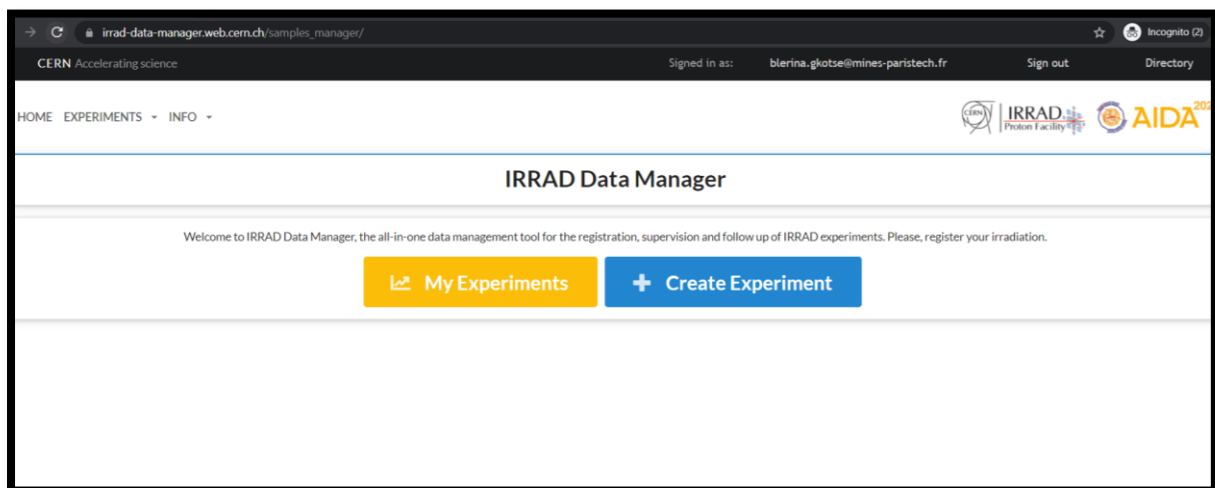 irrad-data-manager.web.cern.ch/samples_manager/ Incognito (2)
CERN Accelerating science Signed in as: blerina.gkotse@mines-paristech.fr Sign out Directory
HOME EXPERIMENTS INFO CERN IRRAD Proton Facility AIDA
IRRAD Data Manager
Welcome to IRRAD Data Manager, the all-in-one data management tool for the registration, supervision and follow up of IRRAD experiments. Please, register your irradiation.
My Experiments Create Experiment